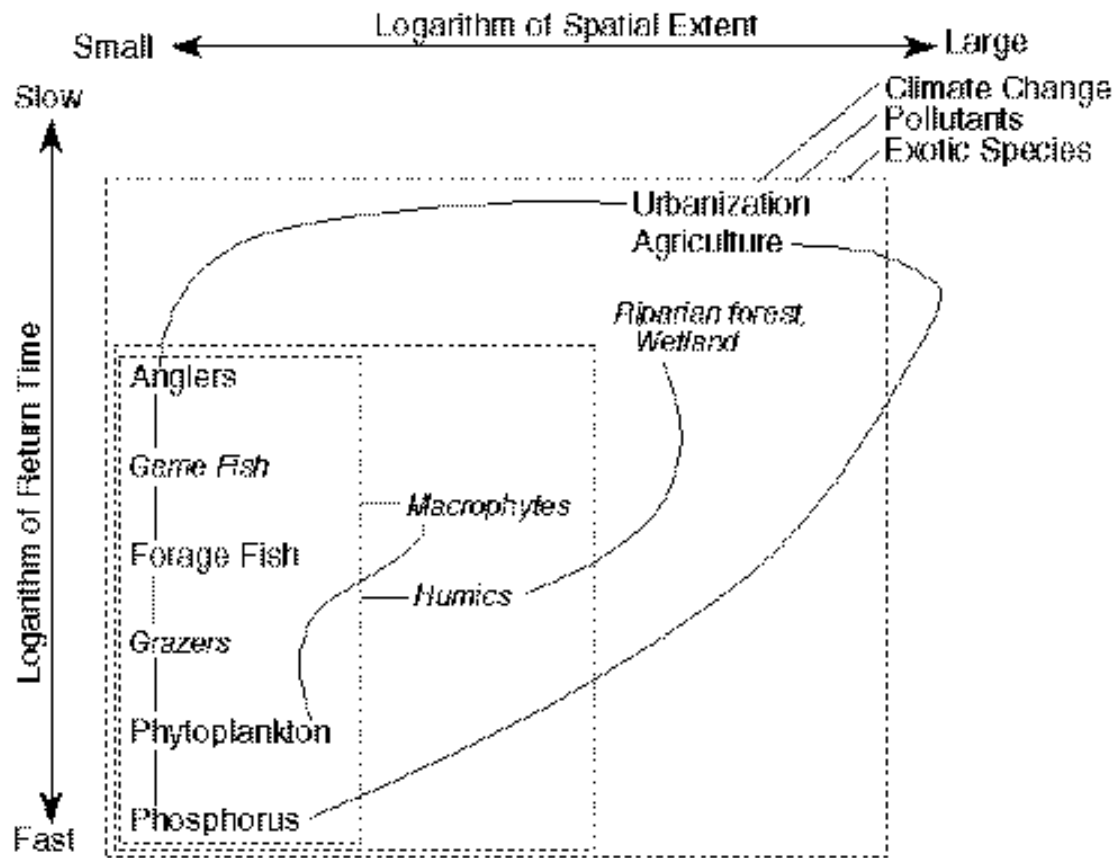 Logarithm of Spatial Extent
Small
Large
Slow
Climate Change
Pollutants
Exotic Species
Urbanization
Agriculture
Riparian forest,
Wetland
Anglers
Game Fish
Macrophytes
Forage Fish
Humics
Grazers
Phytoplankton
Phosphorus
Fast
Logarithm of Return Time